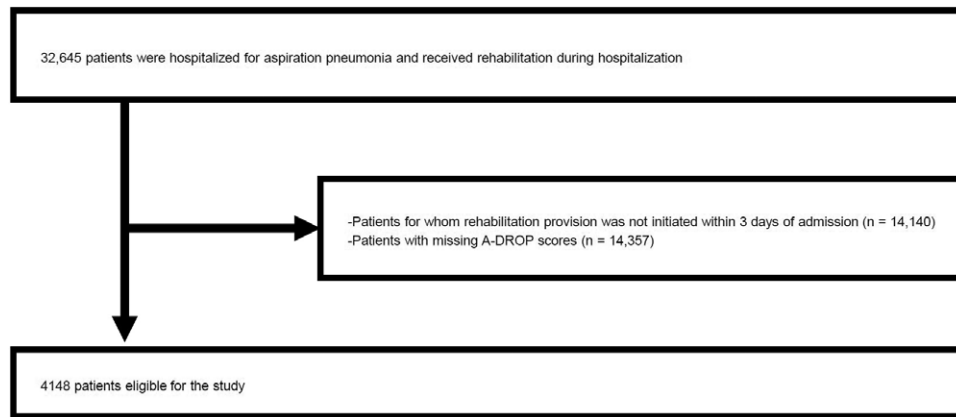 32,645 patients were hospitalized for aspiration pneumonia and received rehabilitation during hospitalization
-Patients for whom rehabilitation provision was not initiated within 3 days of admission (n = 14,140)
-Patients with missing A-DROP scores (n = 14,357)
4148 patients eligible for the study